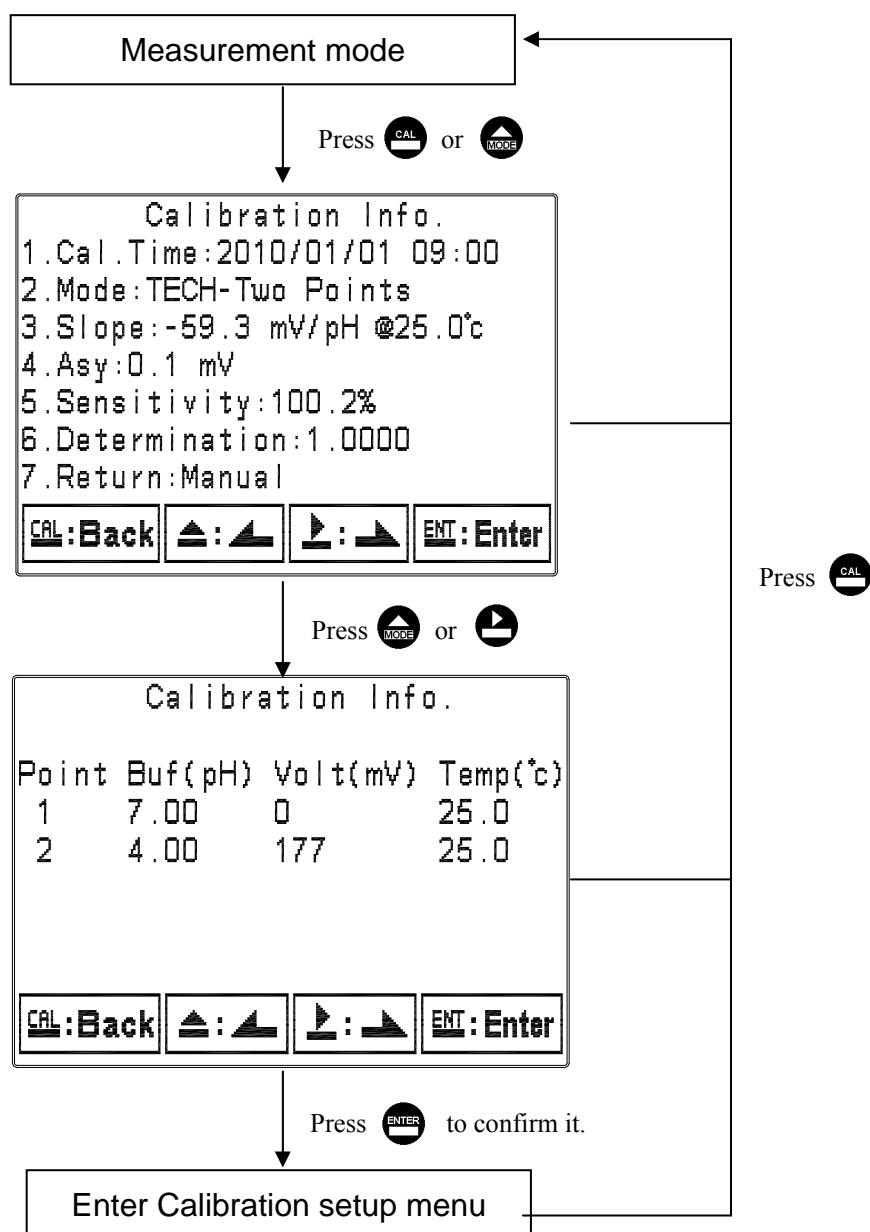 Measurement mode
Press CAL or MODE
Calibration Info.
1.Cal.Time:2010/01/01 09:00
2.Mode:TECH-Two Points
3.Slope:-59.3 mV/pH @25.0°c
4.Asy:0.1 mV
5.Sensitivity:100.2%
6.Determination:1.0000
7.Return:Manual
CAL:Back : : ENT:Enter
Press CAL
Press MODE or
Calibration Info.
Point Buf(pH) Volt(mV) Temp(°c)
1 7.00 0 25.0
2 4.00 177 25.0
CAL:Back : : ENT:Enter
Press ENTER to confirm it.
Enter Calibration setup menu